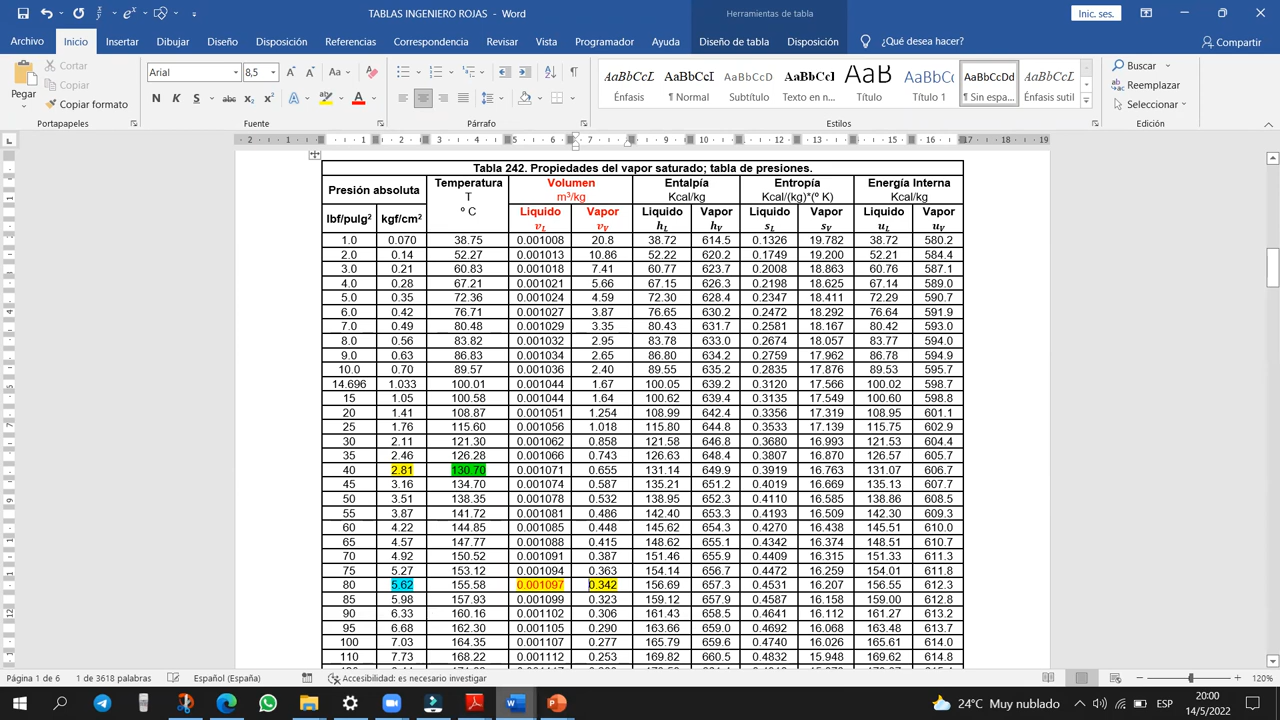 TABLAS INGENIERO ROJAS - Word
Herramientas de tabla
Inic. ses.
Archivo Inicio Insertar Dibujar Diseño Disposición Referencias Correspondencia Revisar Vista Programador Ayuda Diseño de tabla Disposición ¿Qué desea hacer? Compartir
Pegar
Cortar
Copiar
Copiar formato
Arial 8,5
AaBbCcL AaBbCcL AaBbCcD AaBbCcI AaB AaBbC AaBbCcDd AaBbCcL
Énfasis ¶ Normal Subtítulo Texto en n... Título Título 1 ¶ Sin espa... Énfasis sutil
Buscar
Reemplazar
Seleccionar
Portapapeles Fuente Párrafo Estilos Edición
Tabla 242. Propiedades del vapor saturado; tabla de presiones.
Presión absoluta Temperatura T º C Volumen m³/kg Entalpía Kcal/kg Entropía Kcal/(kg)*(º K) Energía Interna Kcal/kg
lbf/pulg² kgf/cm² Liquido vL Vapor vV Liquido hL Vapor hV Liquido sL Vapor sV Liquido uL Vapor uV
1.0 0.070 38.75 0.001008 20.8 38.72 614.5 0.1326 19.782 38.72 580.2
2.0 0.14 52.27 0.001013 10.86 52.22 620.2 0.1749 19.200 52.21 584.4
3.0 0.21 60.83 0.001018 7.41 60.77 623.7 0.2008 18.863 60.76 587.1
4.0 0.28 67.21 0.001021 5.66 67.15 626.3 0.2198 18.625 67.14 589.0
5.0 0.35 72.36 0.001024 4.59 72.30 628.4 0.2347 18.411 72.29 590.7
6.0 0.42 76.71 0.001027 3.87 76.65 630.2 0.2472 18.292 76.64 591.9
7.0 0.49 80.48 0.001029 3.35 80.43 631.7 0.2581 18.167 80.42 593.0
8.0 0.56 83.82 0.001032 2.95 83.78 633.0 0.2674 18.057 83.77 594.0
9.0 0.63 86.83 0.001034 2.65 86.80 634.2 0.2759 17.962 86.78 594.9
10.0 0.70 89.57 0.001036 2.40 89.55 635.2 0.2835 17.876 89.53 595.7
14.696 1.033 100.01 0.001044 1.67 100.05 639.2 0.3120 17.566 100.02 598.7
15 1.05 100.58 0.001044 1.64 100.62 639.4 0.3135 17.549 100.60 598.8
20 1.41 108.87 0.001051 1.254 108.99 642.4 0.3356 17.319 108.95 601.1
25 1.76 115.60 0.001056 1.018 115.80 644.8 0.3533 17.139 115.75 602.9
30 2.11 121.30 0.001062 0.858 121.58 646.8 0.3680 16.993 121.53 604.4
35 2.46 126.28 0.001066 0.743 126.63 648.4 0.3807 16.870 126.57 605.7
40 2.81 130.70 0.001071 0.655 131.14 649.9 0.3919 16.763 131.07 606.7
45 3.16 134.70 0.001074 0.587 135.21 651.2 0.4019 16.669 135.13 607.7
50 3.51 138.35 0.001078 0.532 138.95 652.3 0.4110 16.585 138.86 608.5
55 3.87 141.72 0.001081 0.486 142.40 653.3 0.4193 16.509 142.30 609.3
60 4.22 144.85 0.001085 0.448 145.62 654.3 0.4270 16.438 145.51 610.0
65 4.57 147.77 0.001088 0.415 148.62 655.1 0.4342 16.374 148.51 610.7
70 4.92 150.52 0.001091 0.387 151.46 655.9 0.4409 16.315 151.33 611.3
75 5.27 153.12 0.001094 0.363 154.14 656.7 0.4472 16.259 154.01 611.8
80 5.62 155.58 0.001097 0.342 156.69 657.3 0.4531 16.207 156.55 612.3
85 5.98 157.93 0.001099 0.323 159.12 657.9 0.4587 16.158 159.00 612.8
90 6.33 160.16 0.001102 0.306 161.43 658.5 0.4641 16.112 161.27 613.2
95 6.68 162.30 0.001105 0.290 163.66 659.0 0.4692 16.068 163.48 613.7
100 7.03 164.35 0.001107 0.277 165.79 659.6 0.4740 16.026 165.61 614.0
110 7.73 168.22 0.001112 0.253 169.82 660.5 0.4832 15.948 169.62 614.8
Página 1 de 6 1 de 3618 palabras Español (España) Accesibilidad: es necesario investigar 120%
24°C Muy nublado ESP 20:00
14/5/2022